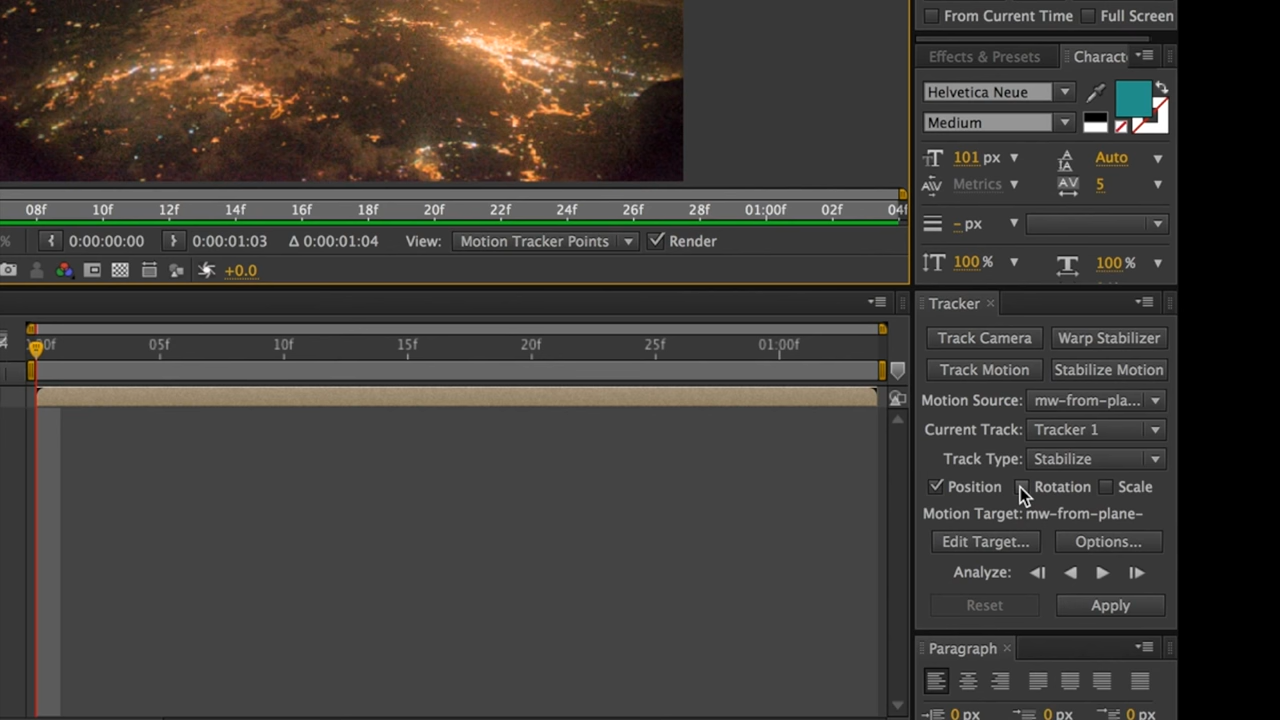 From Current Time Full Screen
Effects & Presets Charact
Helvetica Neue
Medium
101 px Auto
Metrics 5
- px
100 % 100 %
08f 10f 12f 14f 16f 18f 20f 22f 24f 26f 28f 01:00f 02f 04f
% 0:00:00:00 0:00:01:03 Δ 0:00:01:04 View: Motion Tracker Points Render
+0.0
Tracker
Track Camera Warp Stabilizer
Track Motion Stabilize Motion
Motion Source: mw-from-pla...
Current Track: Tracker 1
Track Type: Stabilize
Position Rotation Scale
Motion Target: mw-from-plane-
Edit Target... Options...
Analyze:
Reset Apply
05f 10f 15f 20f 25f 01:00f
Paragraph
0 px 0 px 0 px